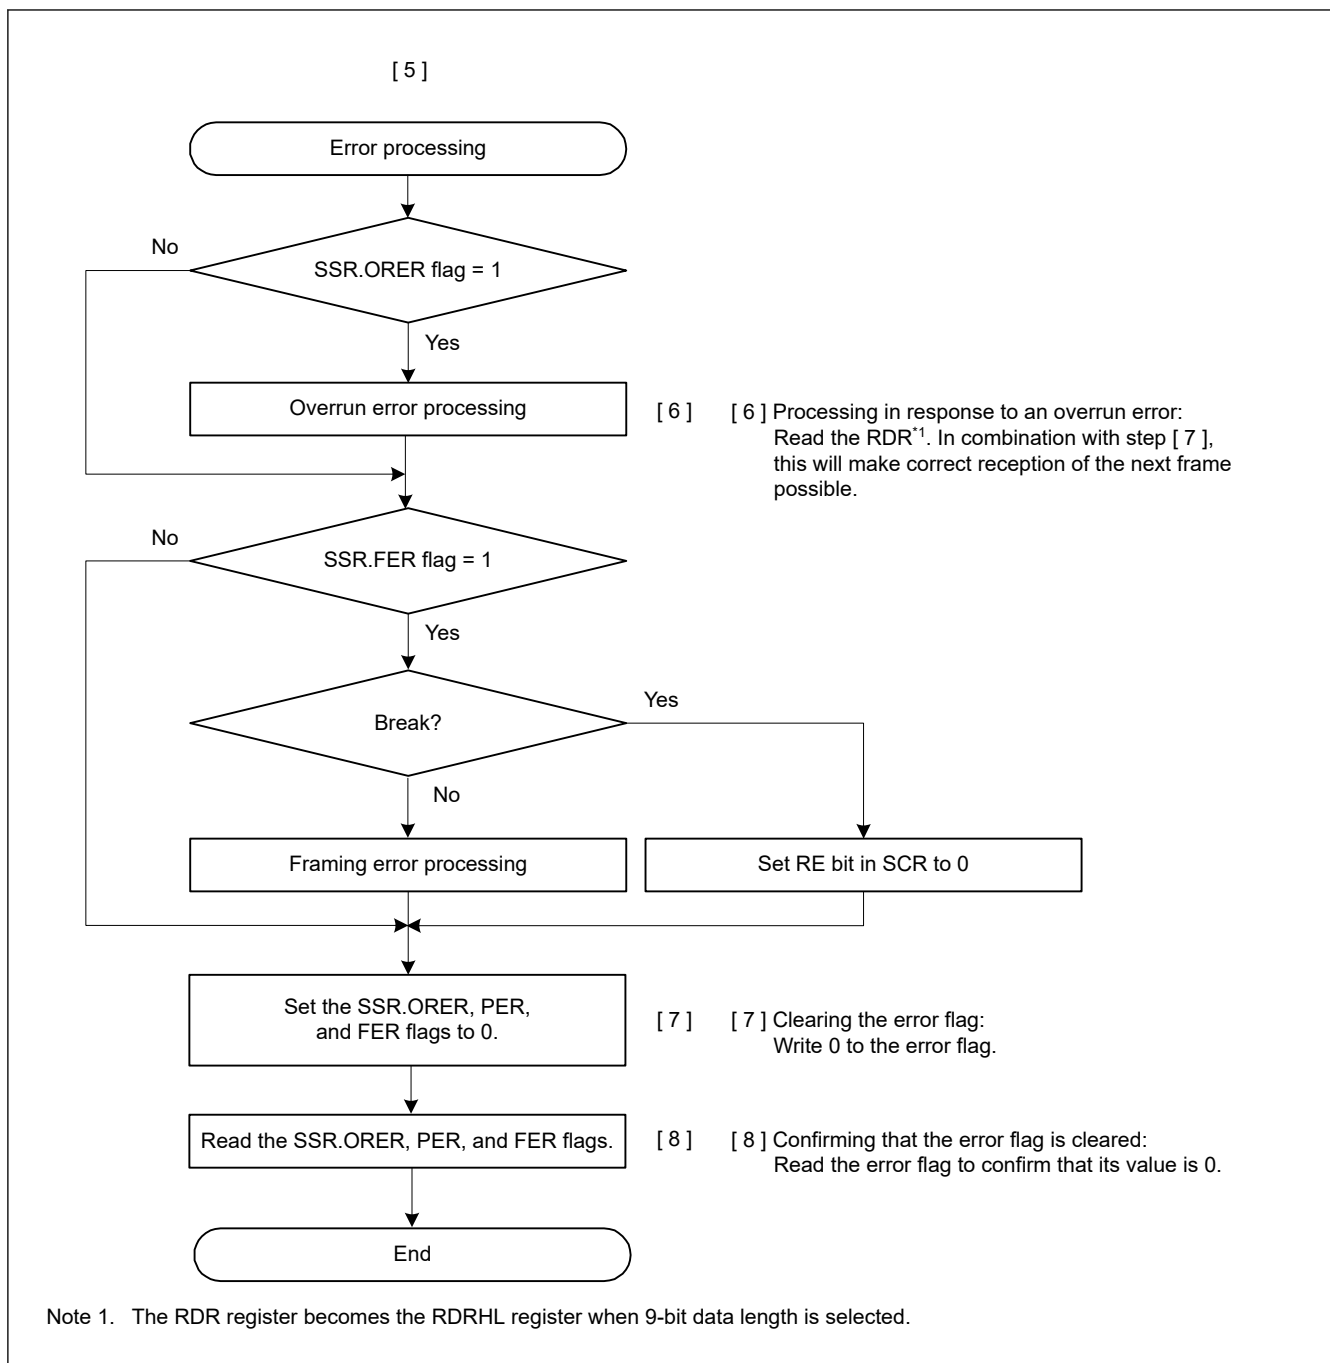 [ 5 ]
Error processing
No
SSR.ORER flag = 1
Yes
Overrun error processing
[ 6 ]
[ 6 ] Processing in response to an overrun error:
Read the RDR*1. In combination with step [ 7 ],
this will make correct reception of the next frame
possible.
No
SSR.FER flag = 1
Yes
Break?
Yes
No
Framing error processing
Set RE bit in SCR to 0
Set the SSR.ORER, PER,
and FER flags to 0.
[ 7 ]
[ 7 ] Clearing the error flag:
Write 0 to the error flag.
Read the SSR.ORER, PER, and FER flags.
[ 8 ]
[ 8 ] Confirming that the error flag is cleared:
Read the error flag to confirm that its value is 0.
End
Note 1. The RDR register becomes the RDRHL register when 9-bit data length is selected.